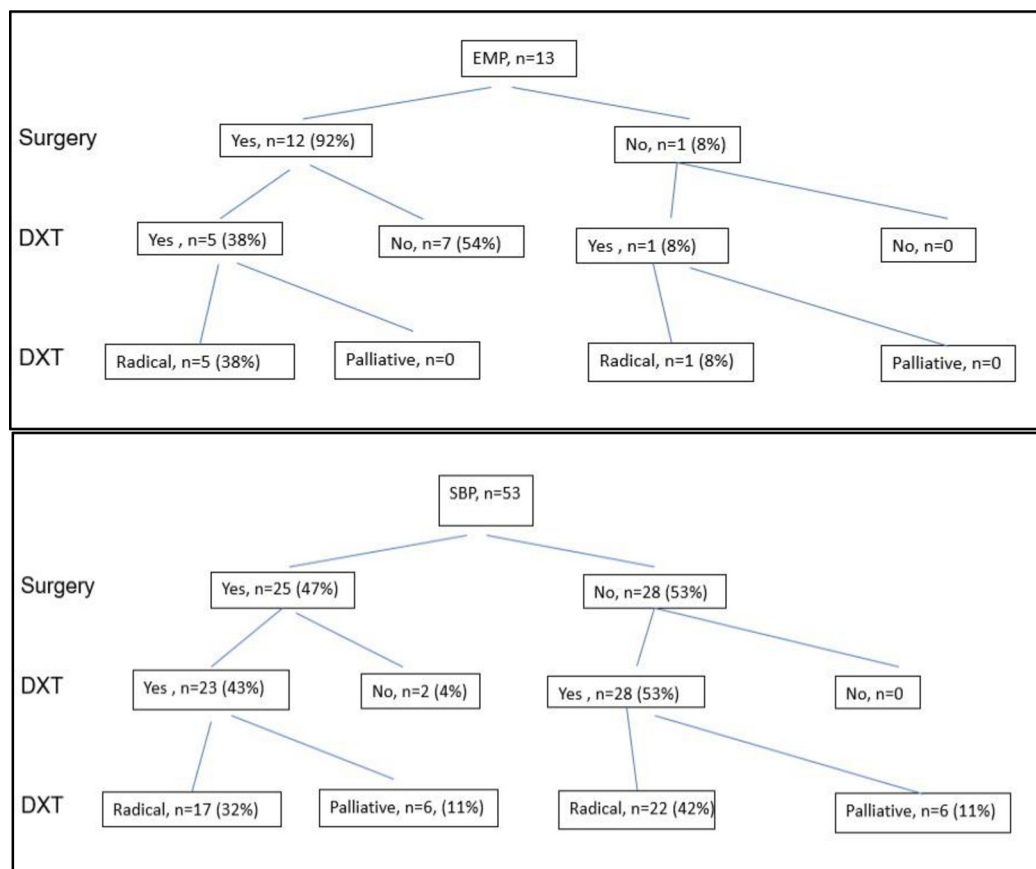 EMP, n=13
Surgery
Yes, n=12 (92%)
No, n=1 (8%)
DXT
Yes , n=5 (38%)
No, n=7 (54%)
Yes , n=1 (8%)
No, n=0
DXT
Radical, n=5 (38%)
Palliative, n=0
Radical, n=1 (8%)
Palliative, n=0
SBP, n=53
Surgery
Yes, n=25 (47%)
No, n=28 (53%)
DXT
Yes , n=23 (43%)
No, n=2 (4%)
Yes , n=28 (53%)
No, n=0
DXT
Radical, n=17 (32%)
Palliative, n=6, (11%)
Radical, n=22 (42%)
Palliative, n=6 (11%)